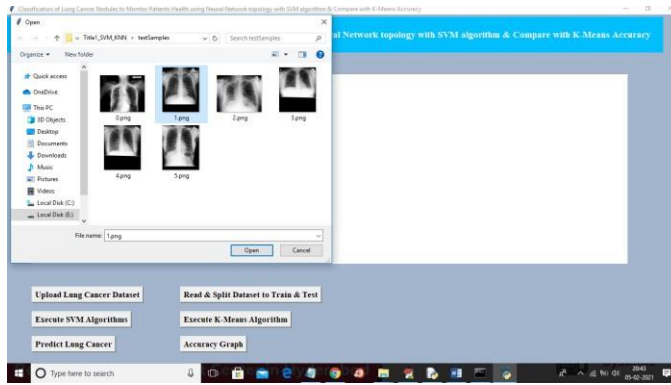 Classification of Lung Cancer Nodules to Monitor Patients Health using Neural Network topology with SVM algorithm & Compare with K-Means Accuracy
Open
al Network topology with SVM algorithm & Compare with K-Means Accuracy
Title1_SVM_KNN
testSamples
Search testSamples
Organize
New folder
Quick access
OneDrive
This PC
3D Objects
Desktop
Documents
Downloads
Music
Pictures
Videos
Local Disk (C:)
Local Disk (E:)
0.png
1.png
2.png
3.png
4.png
5.png
File name: 1.png
Open
Cancel
Upload Lung Cancer Dataset
Read & Split Dataset to Train & Test
Execute SVM Algorithms
Execute K-Means Algorithm
Predict Lung Cancer
Accuracy Graph
Type here to search
20:43
05-02-2021